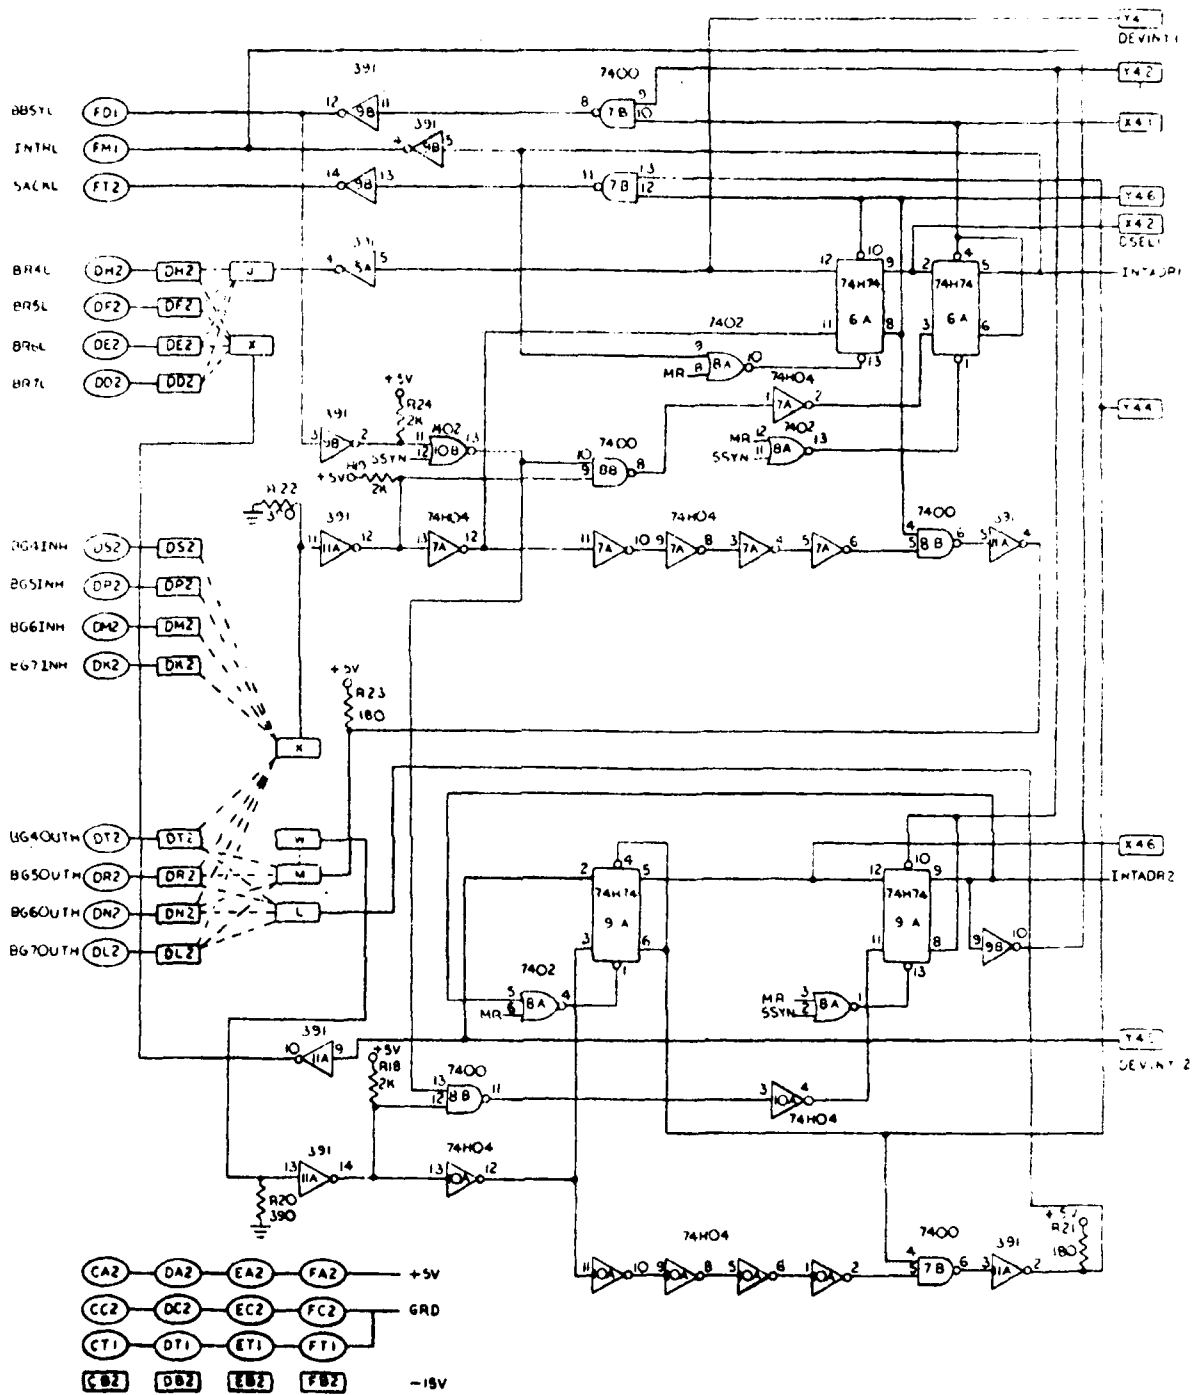 Y4
DEVINT1
391
7400
Y42
BBSYL FD1 12 9B 11 8 7B 9 10
391
X41
INTRL FM1 9B 5
SACKL FT2 14 9B 13 11 7B 13 12
Y46
X42
DSEL1
BR4L DH2 DH2 J 4 5A 5 12 10 9 2 4 5 INTADR1
74H74 74H74
BR5L DF2 DF2
6A 6A
BR6L DE2 DE2 X
7402
11 8 3 6
BR7L DD2 DD2
9 8 8A 10 13 1
MR
74H04
+5V
R24
2K
1 7A 2
Y44
391
7402
3 9B 2 11 12 10B 13
SSYN
7400
10 9 8B 8
MR 12
SSYN 11 8A 13
7402
+5V
2K
R22
390
391
74H04
74H04
7400
BG4INH DS2 DS2
11 11A 12 13 7A 12 11 7A 10 9 7A 8 3 7A 4 5 7A 6 4 5 8B 6 5 11A 4
BG5INH DP2 DP2
BG6INH DM2 DM2
BG7INH DK2 DK2
+5V
R23
180
K
BG4OUTH DT2 DT2 W
X46
BG5OUTH DR2 DR2 M
2 4 5 12 10 9 INTADR2
74H74 74H74
BG6OUTH DN2 DN2 L
9A 9A
BG7OUTH DL2 DL2
3 6 1 11 8 13 9 9B 10
7402
5 6 8A 4
MR
MR 3
SSYN 2 8A 1
391
10 11A 9
DEVINT2
+5V
R18
2K
7400
13 12 8B 11
3 10A 4
74H04
391
74H04
13 11A 14 13 10A 12
R20
390
+5V
R21
180
74H04
7400
391
11 10A 10 9 10A 8 5 10A 6 1 10A 2 4 5 7B 6 3 11A 2
CA2 DA2 EA2 FA2 +5V
CC2 DC2 EC2 FC2 GRD
CT1 DT1 ET1 FT1
CB2 DB2 EB2 FB2 -15V